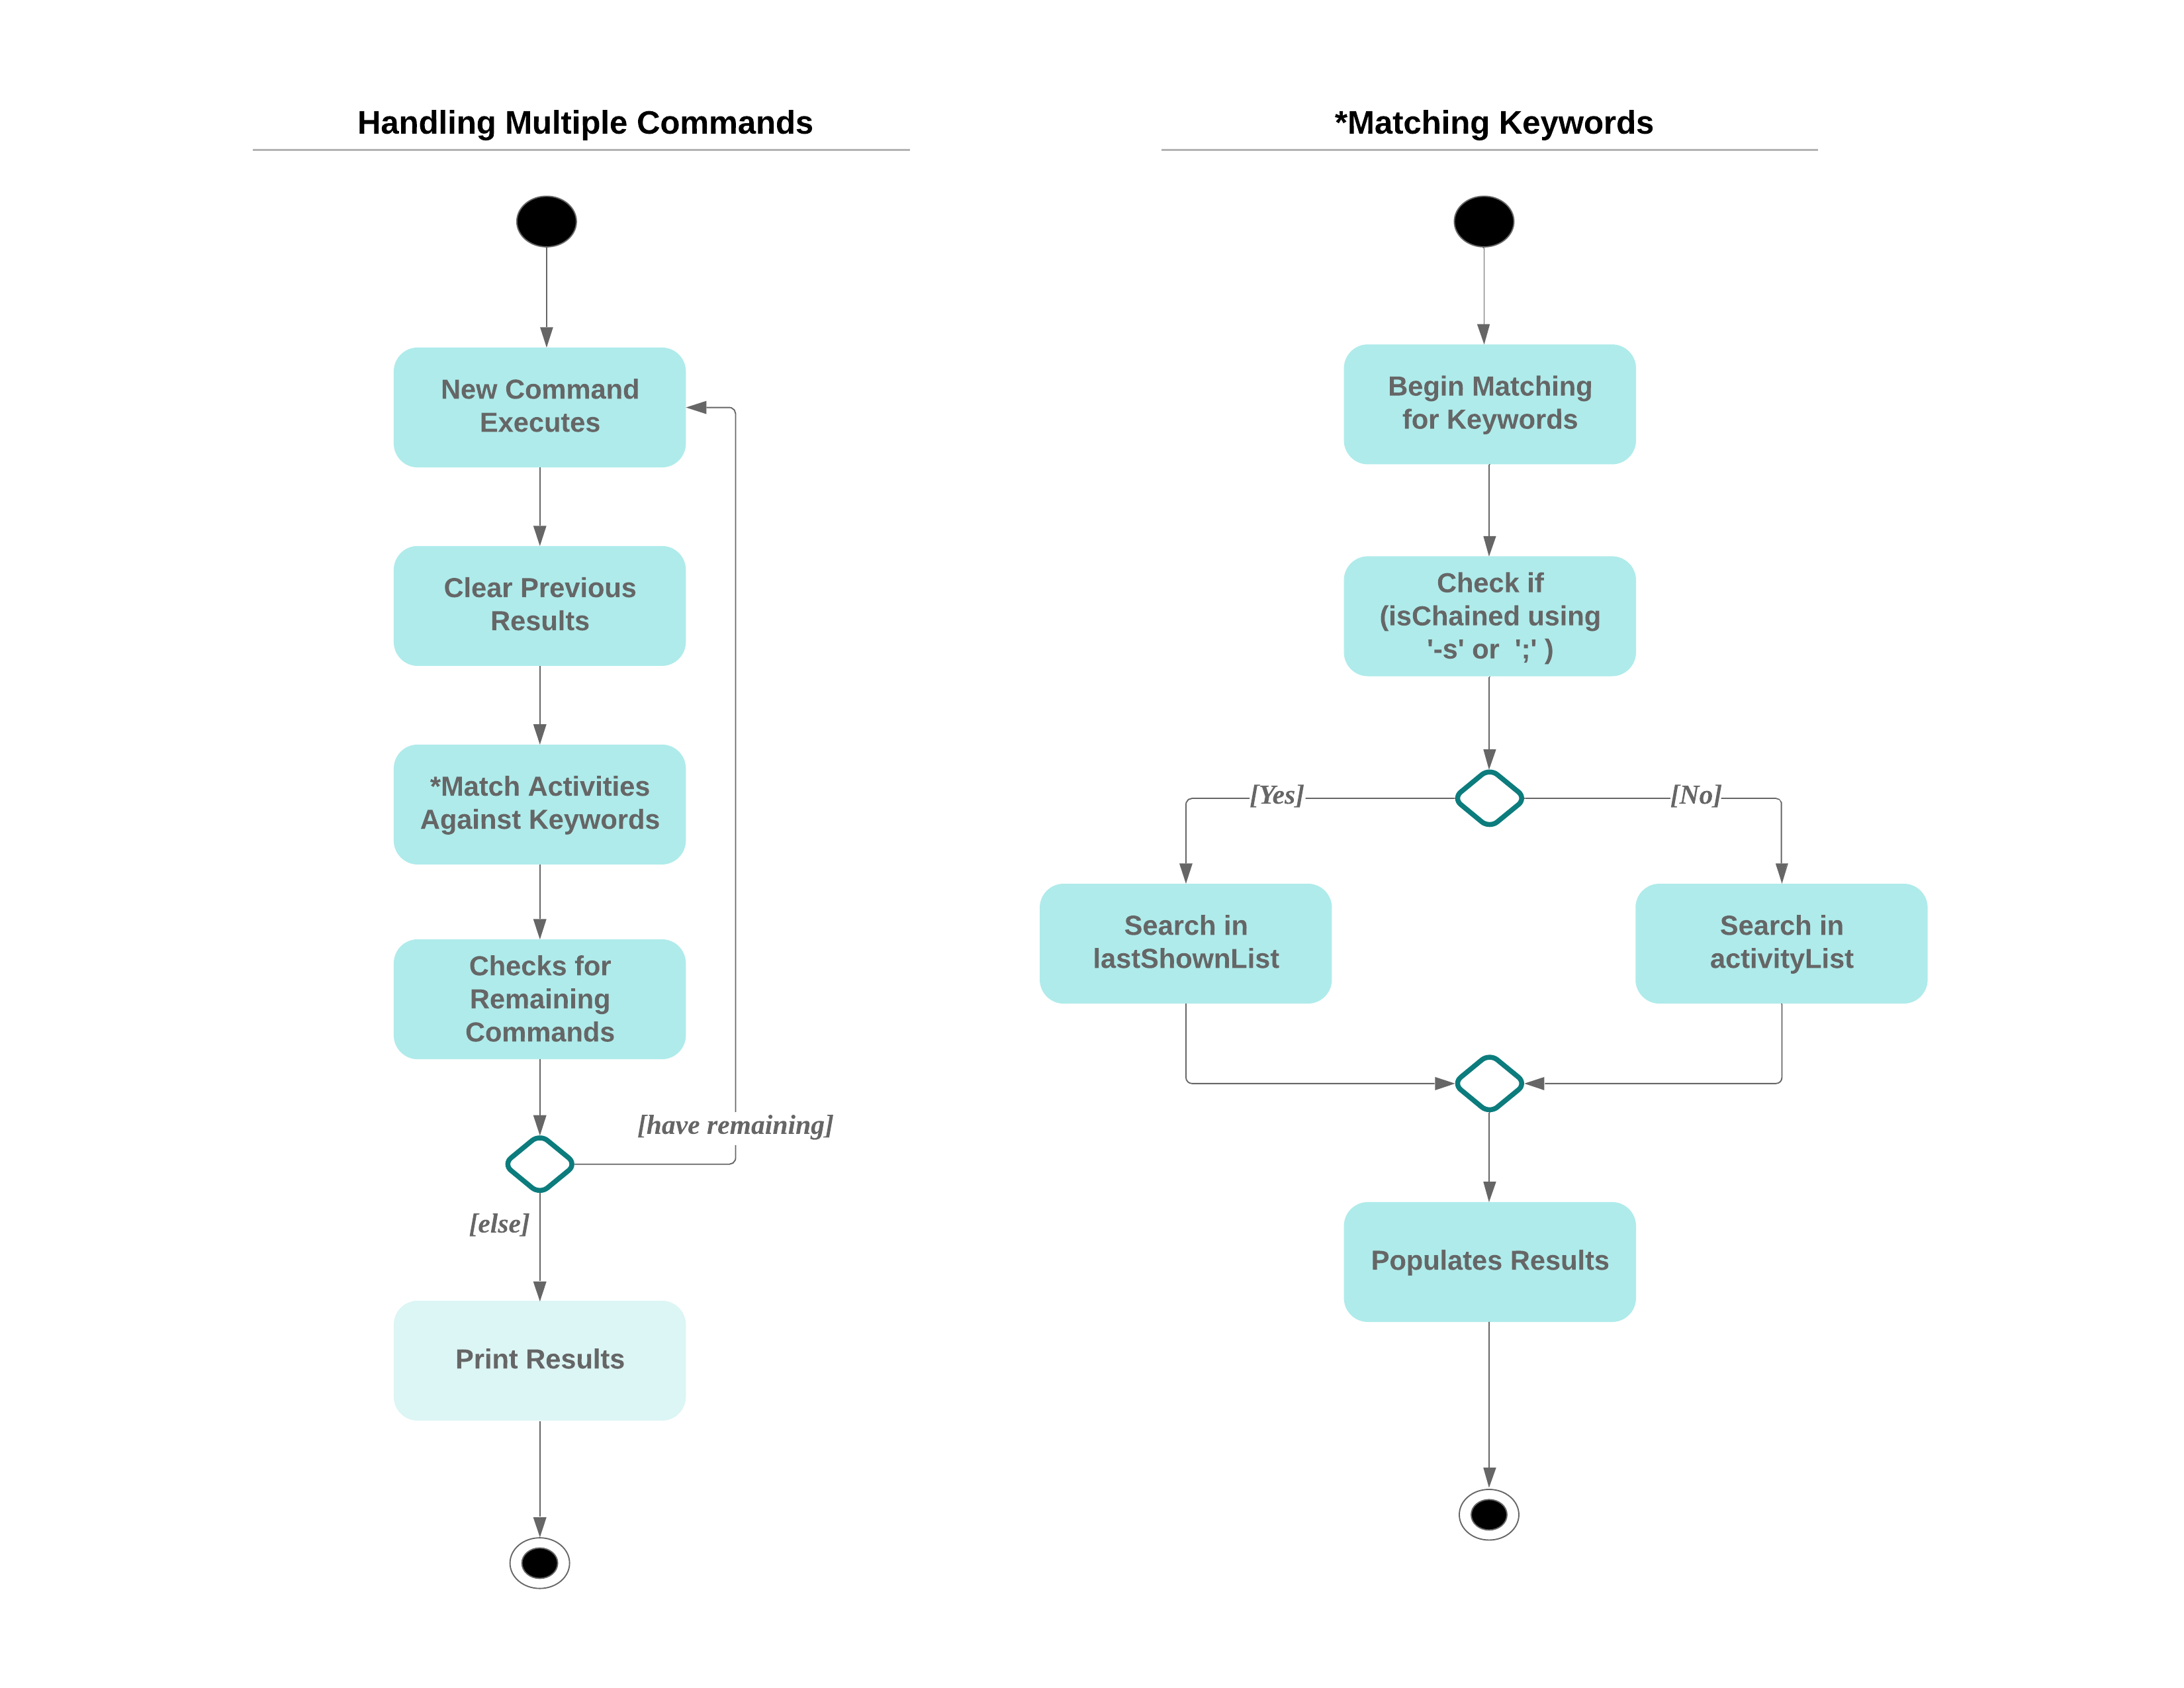 Handling Multiple Commands
New Command
Executes
Clear Previous
Results
*Match Activities
Against Keywords
Checks for
Remaining
Commands
[have remaining]
[else]
Print Results
*Matching Keywords
Begin Matching
for Keywords
Check if
(isChained using
'-s' or  ';' )
[Yes]
[No]
Search in
lastShownList
Search in
activityList
Populates Results